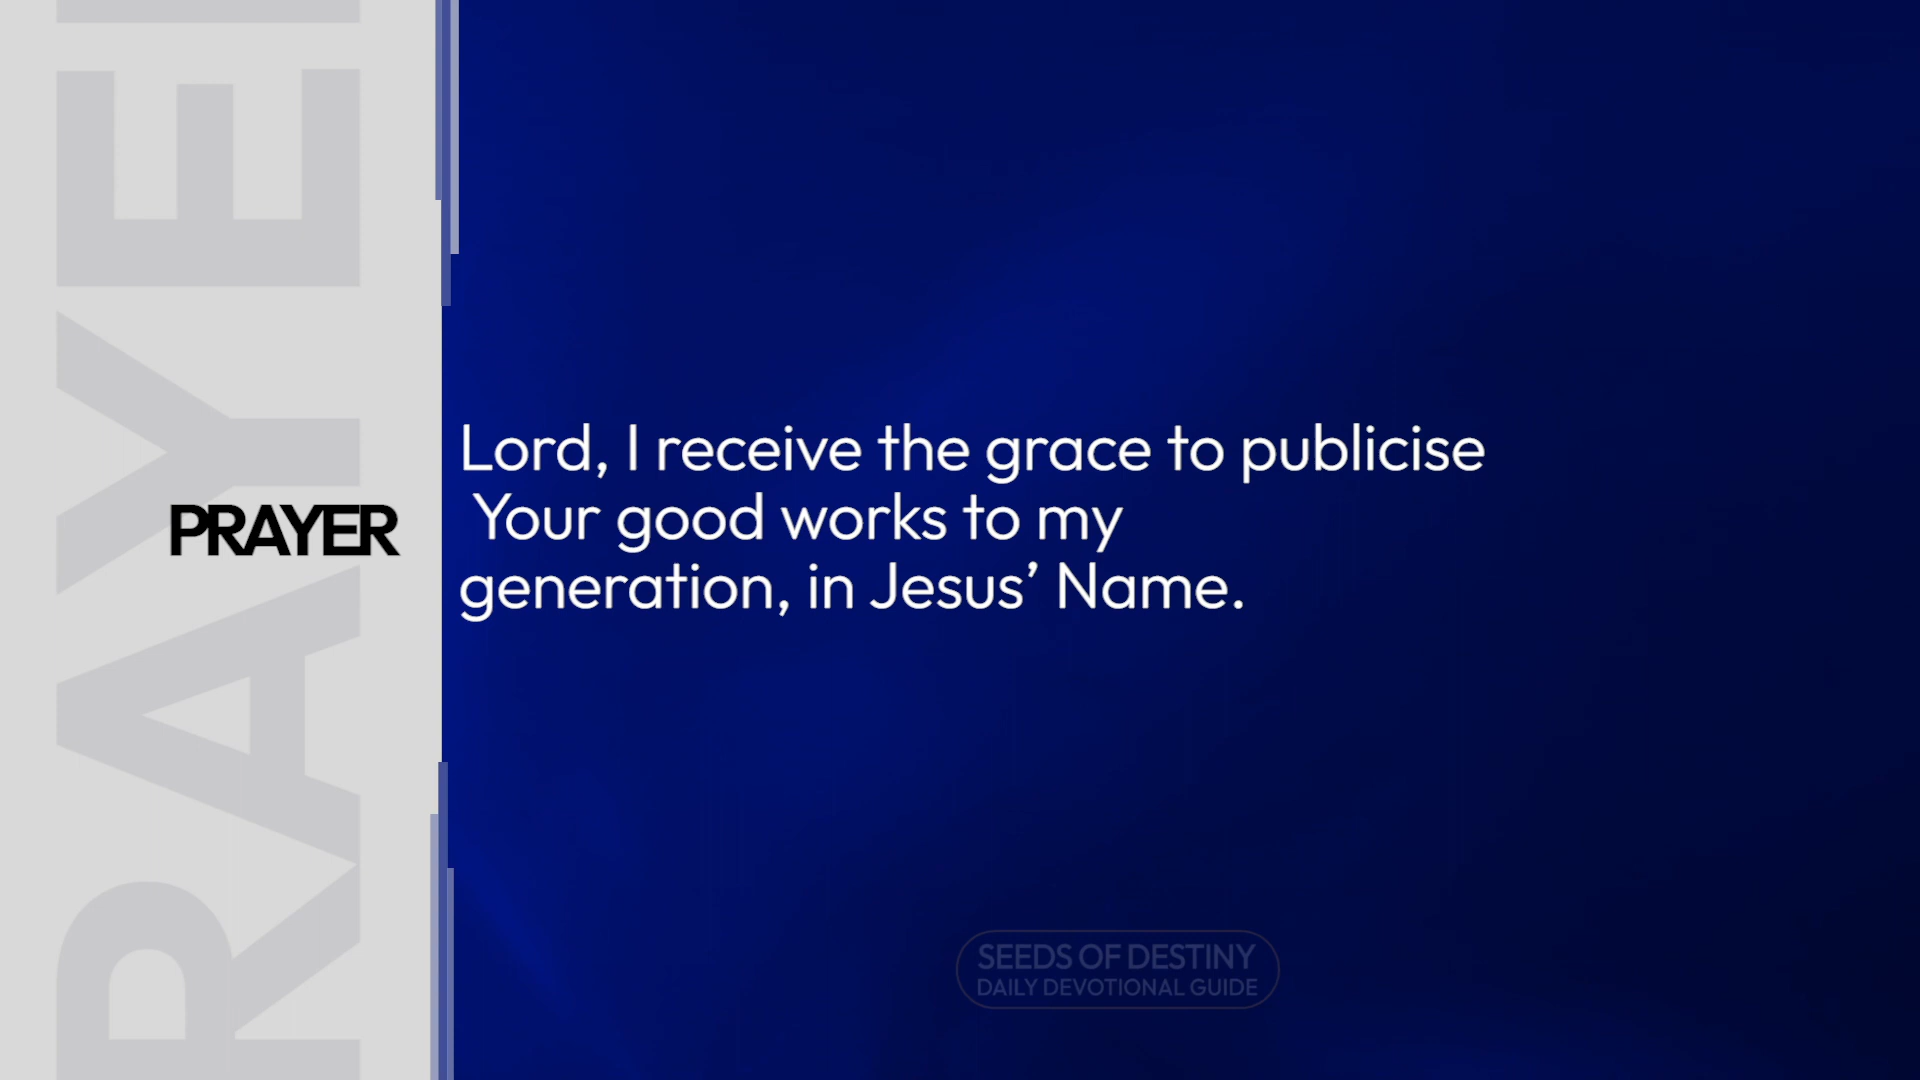 PRAYER
PRAYER
Lord, I receive the grace to publicise
Your good works to my
generation, in Jesus’ Name.
SEEDS OF DESTINY
DAILY DEVOTIONAL GUIDE